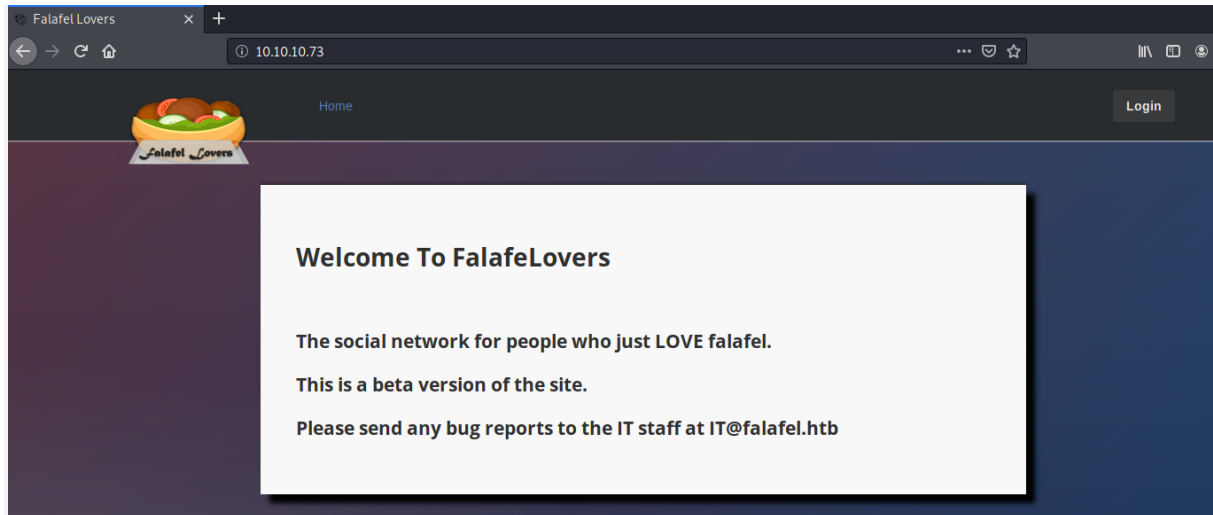 Falafel Lovers
10.10.10.73
Falafel Lovers
Home
Login
Welcome To FalafeLovers
The social network for people who just LOVE falafel.
This is a beta version of the site.
Please send any bug reports to the IT staff at IT@falafel.htb